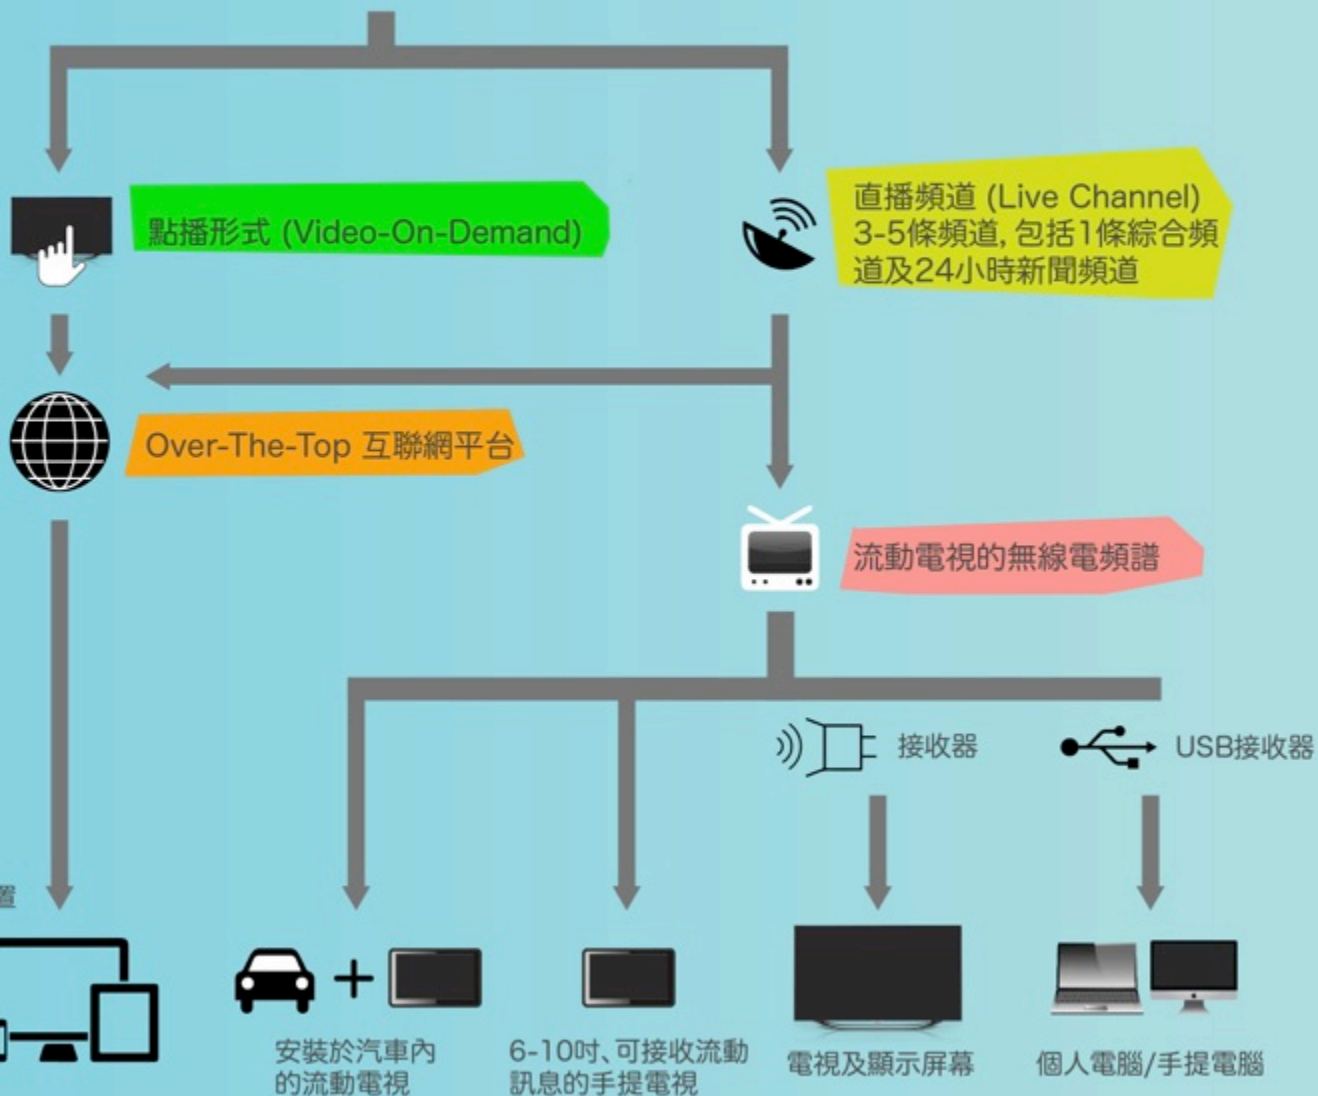 點播形式 (Video-On-Demand)
直播頻道 (Live Channel)
3-5條頻道, 包括1條綜合頻
道及24小時新聞頻道
Over-The-Top 互聯網平台
流動電視的無線電頻譜
接收器
USB接收器
置
安裝於汽車內
的流動電視
6-10吋、可接收流動
訊息的手提電視
電視及顯示屏幕
個人電腦/手提電腦